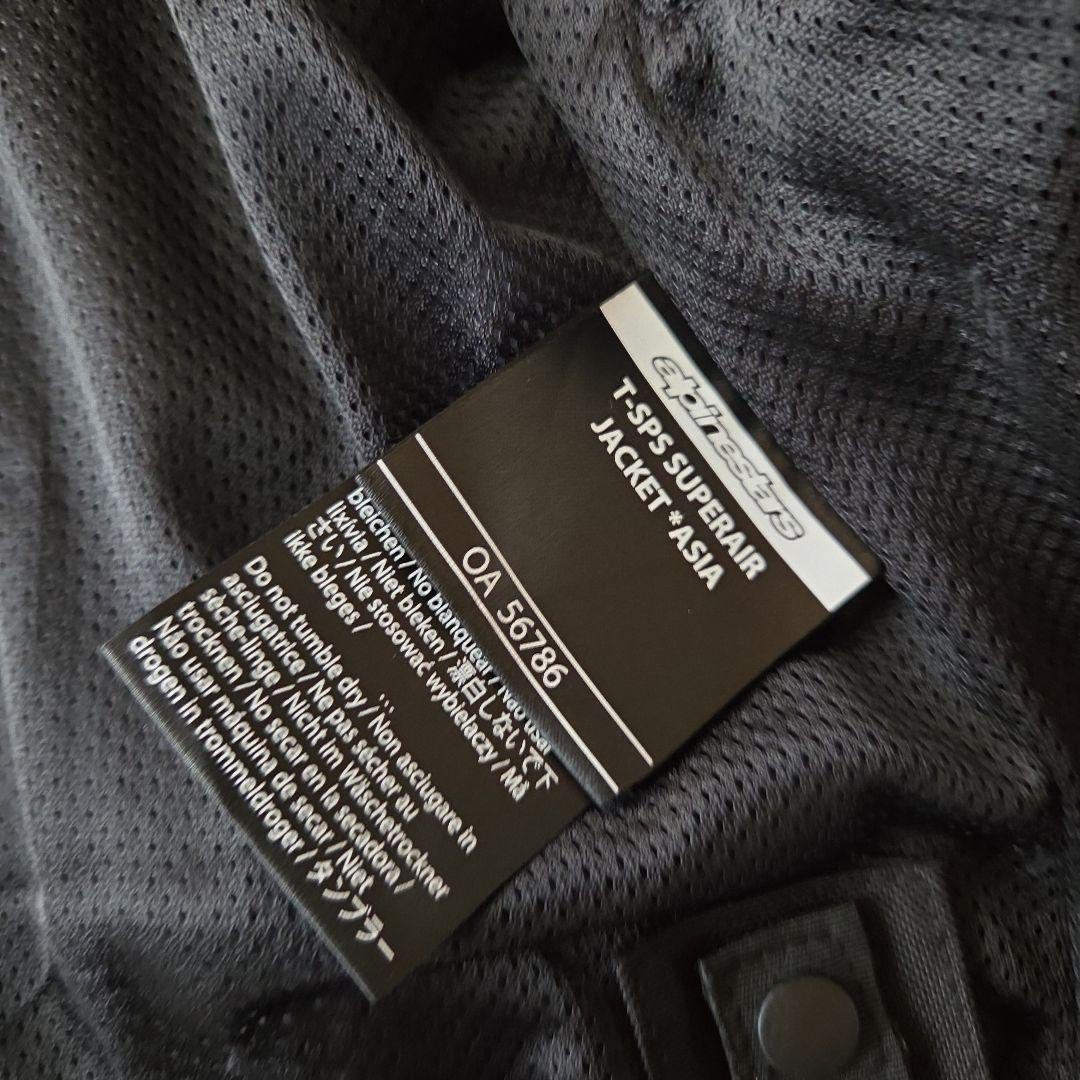 alpinestars
T-SPS SUPERAIR
JACKET *ASIA
OA 56786
bleichen / No blanquear / Não usar
lixívia / Niet bleken / 漂白しないで下
さい / Nie stosować wybielaczy / Må
ikke bleges /
Do not tumble dry / Non asciugare in
asciugatrice / Ne Pas sécher au
sèche-inge / Nicht im Wäschetrockner
trocknen / No secar en la secadon /
Não usar máquina de secar / Niet
drogen in trommeldroger / タンブラー